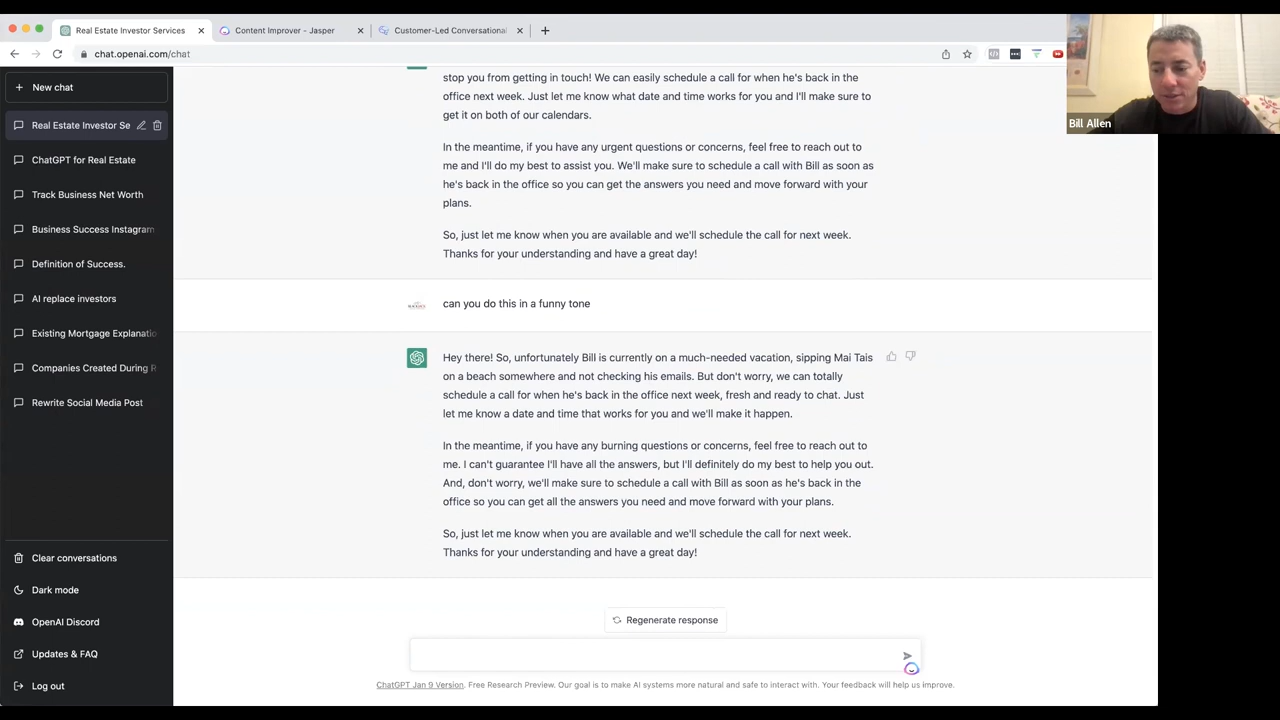 Real Estate Investor Services
Content Improver - Jasper
Customer-Led Conversational
chat.openai.com/chat
Bill Allen
New chat
Real Estate Investor Se
ChatGPT for Real Estate
Track Business Net Worth
Business Success Instagram
Definition of Success.
AI replace investors
Existing Mortgage Explanatio
Companies Created During R
Rewrite Social Media Post
Clear conversations
Dark mode
OpenAI Discord
Updates & FAQ
Log out
stop you from getting in touch! We can easily schedule a call for when he's back in the
office next week. Just let me know what date and time works for you and I'll make sure to
get it on both of our calendars.
In the meantime, if you have any urgent questions or concerns, feel free to reach out to
me and I'll do my best to assist you. We'll make sure to schedule a call with Bill as soon as
he's back in the office so you can get the answers you need and move forward with your
plans.
So, just let me know when you are available and we'll schedule the call for next week.
Thanks for your understanding and have a great day!
can you do this in a funny tone
Hey there! So, unfortunately Bill is currently on a much-needed vacation, sipping Mai Tais
on a beach somewhere and not checking his emails. But don't worry, we can totally
schedule a call for when he's back in the office next week, fresh and ready to chat. Just
let me know a date and time that works for you and we'll make it happen.
In the meantime, if you have any burning questions or concerns, feel free to reach out to
me. I can't guarantee I'll have all the answers, but I'll definitely do my best to help you out.
And, don't worry, we'll make sure to schedule a call with Bill as soon as he's back in the
office so you can get all the answers you need and move forward with your plans.
So, just let me know when you are available and we'll schedule the call for next week.
Thanks for your understanding and have a great day!
Regenerate response
ChatGPT Jan 9 Version. Free Research Preview. Our goal is to make AI systems more natural and safe to interact with. Your feedback will help us improve.